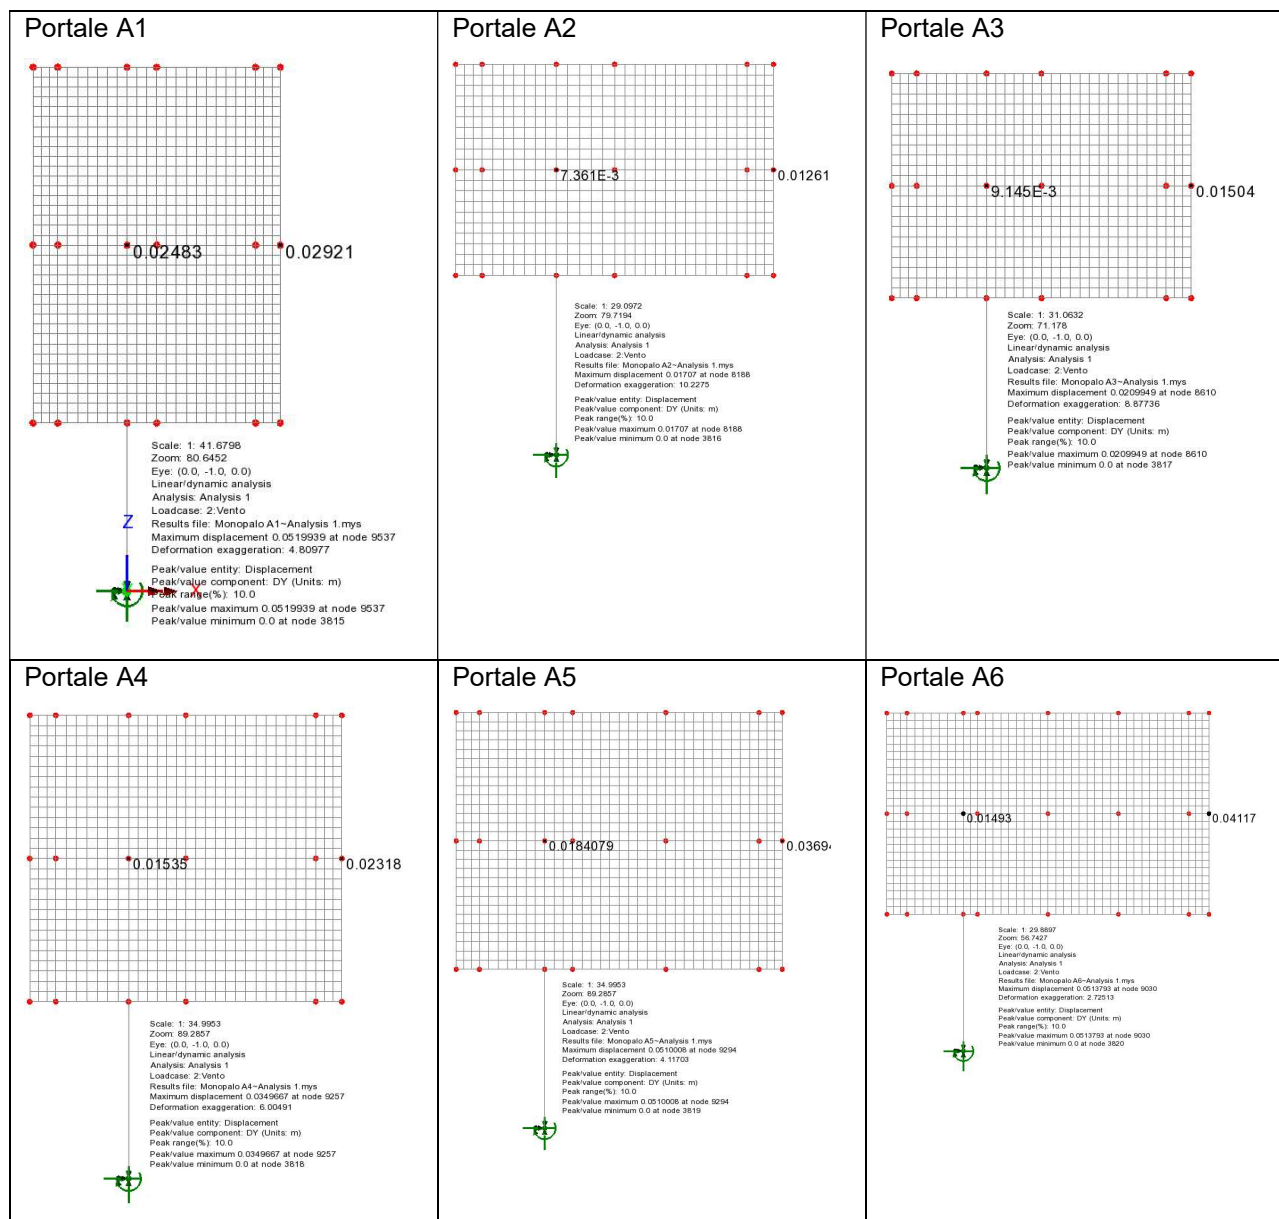 Portale A1
0.02483
0.02921
Scale: 1: 41.6798
Zoom: 80.6452
Eye: (0.0, -1.0, 0.0)
Linear/dynamic analysis
Analysis: Analysis 1
Loadcase: 2:Vento
Z
Results file: Monopalo A1~Analysis 1.mys
Maximum displacement 0.0519939 at node 9537
Deformation exaggeration: 4.80977
Peak/value entity: Displacement
Peak/value component: DY (Units: m)
X
Peak range(%): 10.0
Peak/value maximum 0.0519939 at node 9537
Peak/value minimum 0.0 at node 3815
Portale A2
7.361E-3
0.01261
Scale: 1: 29.0972
Zoom: 79.7194
Eye: (0.0, -1.0, 0.0)
Linear/dynamic analysis
Analysis: Analysis 1
Loadcase: 2:Vento
Results file: Monopalo A2~Analysis 1.mys
Maximum displacement 0.01707 at node 8188
Deformation exaggeration: 10.2275
Peak/value entity: Displacement
Peak/value component: DY (Units: m)
Peak range(%): 10.0
Peak/value maximum 0.01707 at node 8188
Peak/value minimum 0.0 at node 3816
Portale A3
9.145E-3
0.01504
Scale: 1: 31.0632
Zoom: 71.178
Eye: (0.0, -1.0, 0.0)
Linear/dynamic analysis
Analysis: Analysis 1
Loadcase: 2:Vento
Results file: Monopalo A3~Analysis 1.mys
Maximum displacement 0.0209949 at node 8610
Deformation exaggeration: 8.87736
Peak/value entity: Displacement
Peak/value component: DY (Units: m)
Peak range(%): 10.0
Peak/value maximum 0.0209949 at node 8610
Peak/value minimum 0.0 at node 3817
Portale A4
0.01535
0.02318
Scale: 1: 34.9953
Zoom: 89.2857
Eye: (0.0, -1.0, 0.0)
Linear/dynamic analysis
Analysis: Analysis 1
Loadcase: 2:Vento
Results file: Monopalo A4~Analysis 1.mys
Maximum displacement 0.0349667 at node 9257
Deformation exaggeration: 6.00491
Peak/value entity: Displacement
Peak/value component: DY (Units: m)
Peak range(%): 10.0
Peak/value maximum 0.0349667 at node 9257
Peak/value minimum 0.0 at node 3818
Portale A5
0.0184079
0.03694
Scale: 1: 34.9953
Zoom: 89.2857
Eye: (0.0, -1.0, 0.0)
Linear/dynamic analysis
Analysis: Analysis 1
Loadcase: 2:Vento
Results file: Monopalo A5~Analysis 1.mys
Maximum displacement 0.0510008 at node 9294
Deformation exaggeration: 4.11703
Peak/value entity: Displacement
Peak/value component: DY (Units: m)
Peak range(%): 10.0
Peak/value maximum 0.0510008 at node 9294
Peak/value minimum 0.0 at node 3819
Portale A6
0.01493
0.04117
Scale: 1: 29.8897
Zoom: 56.7427
Eye: (0.0, -1.0, 0.0)
Linear/dynamic analysis
Analysis: Analysis 1
Loadcase: 2:Vento
Results file: Monopalo A6~Analysis 1.mys
Maximum displacement 0.0513793 at node 9030
Deformation exaggeration: 2.72513
Peak/value entity: Displacement
Peak/value component: DY (Units: m)
Peak range(%): 10.0
Peak/value maximum 0.0513793 at node 9030
Peak/value minimum 0.0 at node 3820